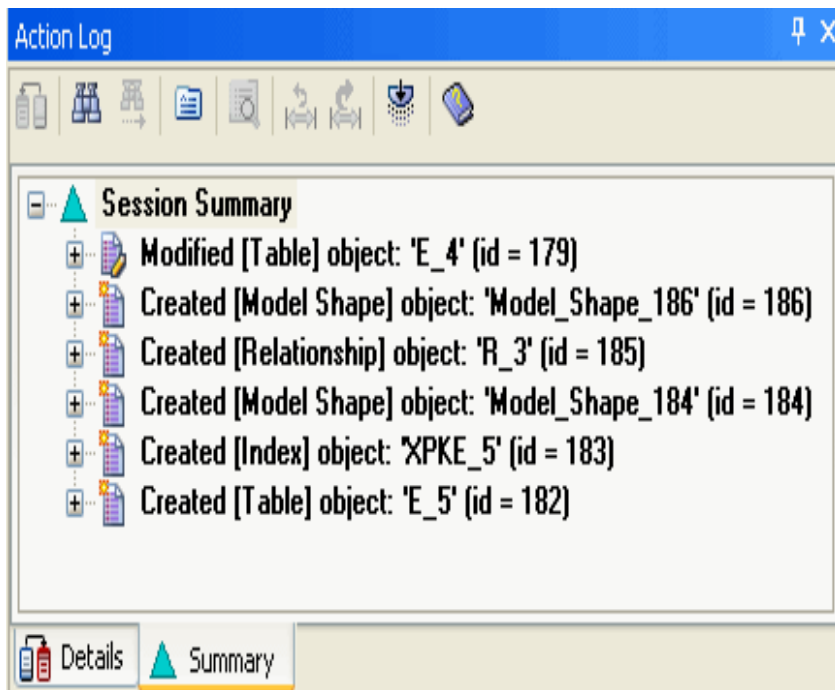 Action Log
Session Summary
Modified [Table] object: 'E_4' (id = 179)
Created [Model Shape] object: 'Model_Shape_186' (id = 186)
Created [Relationship] object: 'R_3' (id = 185)
Created [Model Shape] object: 'Model_Shape_184' (id = 184)
Created [Index] object: 'XPKE_5' (id = 183)
Created [Table] object: 'E_5' (id = 182)
Details
Summary